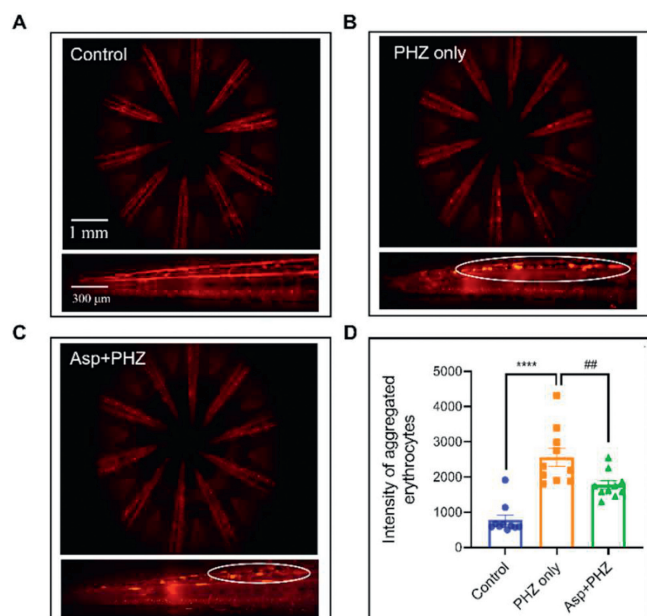 A
Control
1 mm
300 μm
B
PHZ only
C
Asp+PHZ
D
Intensity of aggregated
erythrocytes
5000
4000
3000
2000
1000
0
****
##
Control
PHZ only
Asp+PHZ